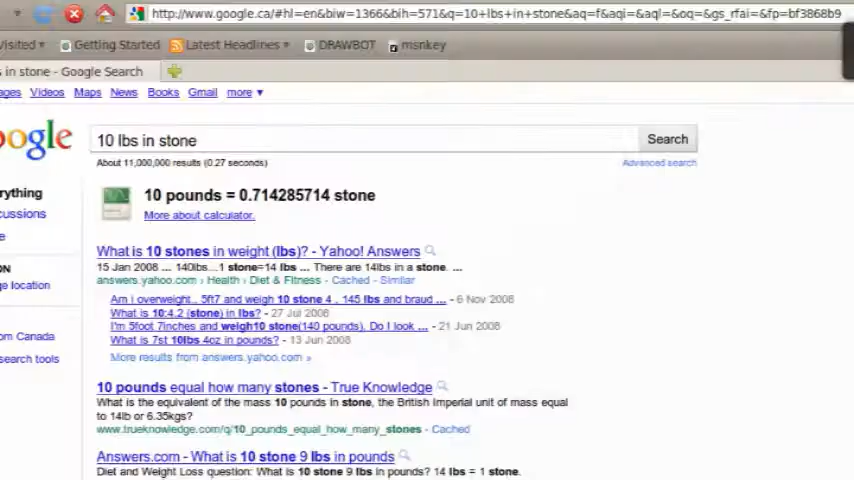 http://www.google.ca/#hl=en&biw=1366&bih=571&q=10+lbs+in+stone&aq=f&aqi=&aql=&oq=&gs_rfai=&fp=bf3868b9
Visited Getting Started Latest Headlines DRAWBOT msnkey
in stone - Google Search
ages Videos Maps News Books Gmail more ▼
oogle 10 lbs in stone Search
About 11,000,000 results (0.27 seconds) Advanced search
rything
cussions
e
ON
ge location
om Canada
search tools
10 pounds = 0.714285714 stone
More about calculator.
What is 10 stones in weight (lbs)? - Yahoo! Answers
15 Jan 2008 ... 140lbs...1 stone=14 lbs ... There are 14lbs in a stone. ...
answers.yahoo.com › Health › Diet & Fitness - Cached - Similar
Am i overweight.. 5ft7 and weigh 10 stone 4 .. 145 lbs and braud ... - 6 Nov 2008
What is 10:4.2 (stone) in lbs? - 27 Jul 2008
I'm 5foot 7inches and weigh10 stone(140 pounds). Do I look ... - 21 Jun 2008
What is 7st 10lbs 4oz in pounds? - 13 Jun 2008
More results from answers.yahoo.com »
10 pounds equal how many stones - True Knowledge
What is the equivalent of the mass 10 pounds in stone, the British Imperial unit of mass equal
to 14lb or 6.35kgs?
www.trueknowledge.com/q/10_pounds_equal_how_many_stones - Cached
Answers.com - What is 10 stone 9 lbs in pounds
Diet and Weight Loss question: What is 10 stone 9 lbs in pounds? 14 lbs = 1 stone.